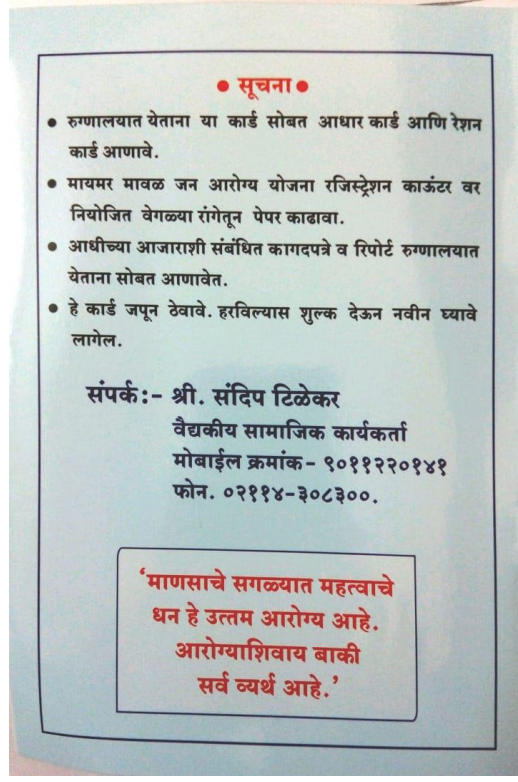 ● सूचना ●
● रुग्णालयात येताना या कार्ड सोबत आधार कार्ड आणि रेशन
कार्ड आणावे.
● मायमर मावळ जन आरोग्य योजना रजिस्ट्रेशन काऊंटर वर
नियोजित वेगळ्या रांगेतून पेपर काढावा.
● आधीच्या आजाराशी संबंधित कागदपत्रे व रिपोर्ट रुग्णालयात
येताना सोबत आणावेत.
● हे कार्ड जपून ठेवावे. हरविल्यास शुल्क देऊन नवीन घ्यावे
लागेल.
संपर्क:- श्री. संदिप टिळेकर
वैद्यकीय सामाजिक कार्यकर्ता
मोबाईल क्रमांक- ९०११२२०१४१
फोन. ०२११४-३०८३००.
‘माणसाचे सगळ्यात महत्वाचे
धन हे उत्तम आरोग्य आहे.
आरोग्याशिवाय बाकी
सर्व व्यर्थ आहे.’